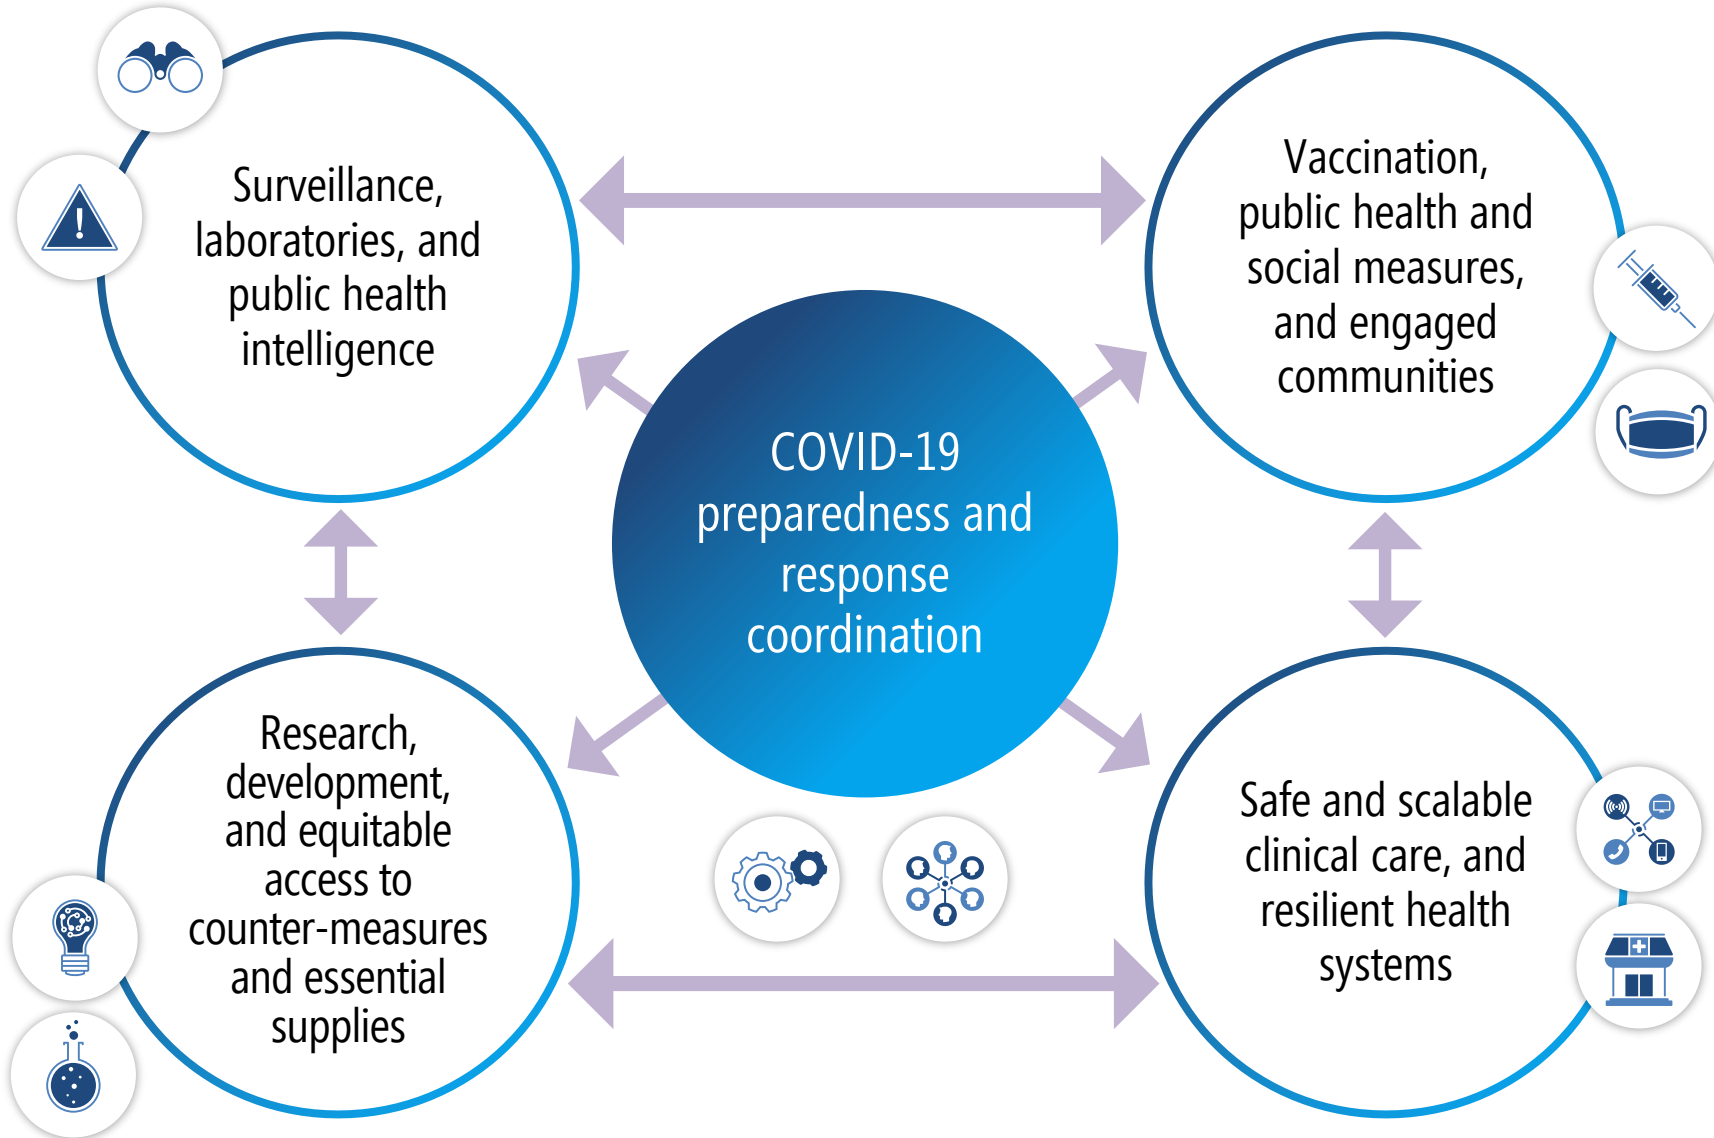 Surveillance,
laboratories, and
public health
intelligence
Vaccination,
public health and
social measures,
and engaged
communities
COVID-19
preparedness and
response
coordination
Research,
development,
and equitable
access to
counter-measures
and essential
supplies
Safe and scalable
clinical care, and
resilient health
systems